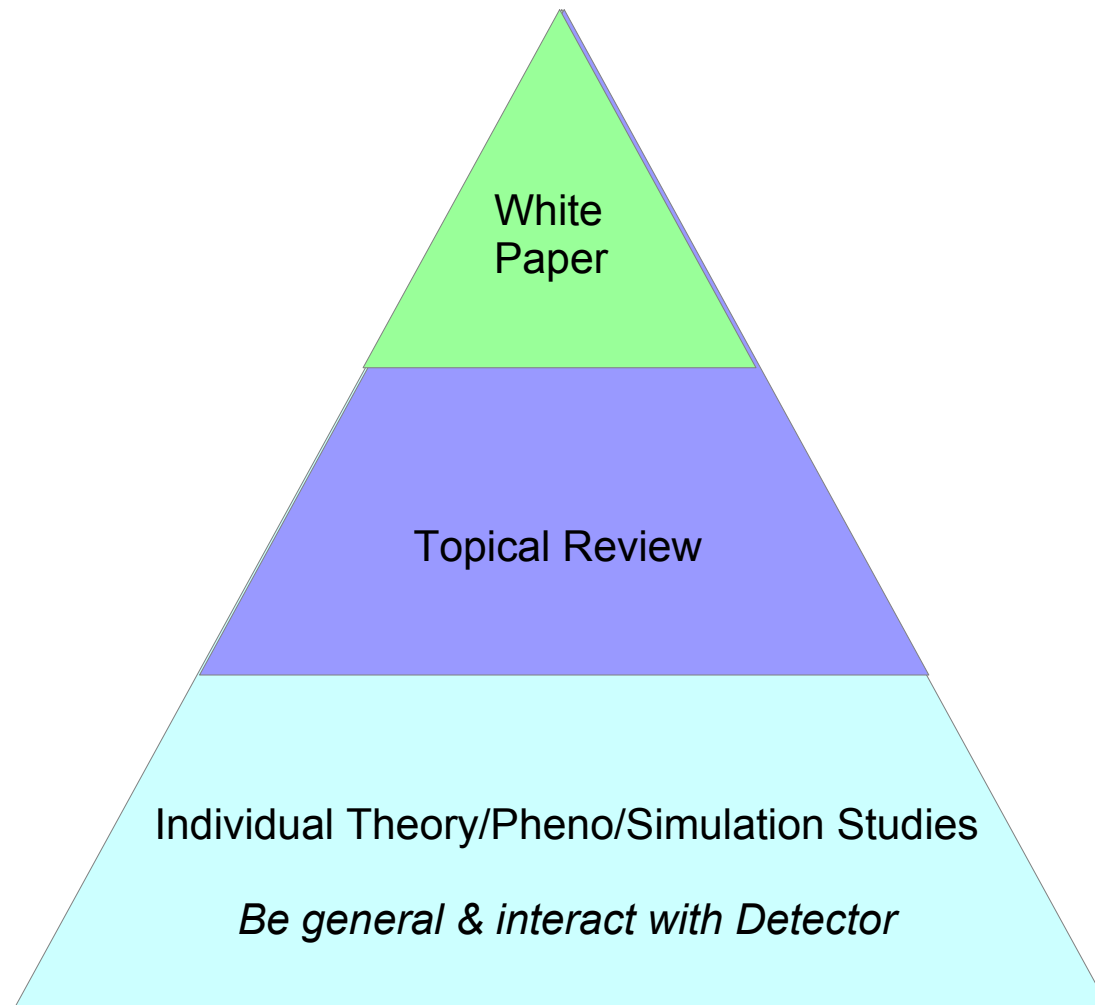 White
Paper
Topical Review
Individual Theory/Pheno/Simulation Studies
Be general & interact with Detector